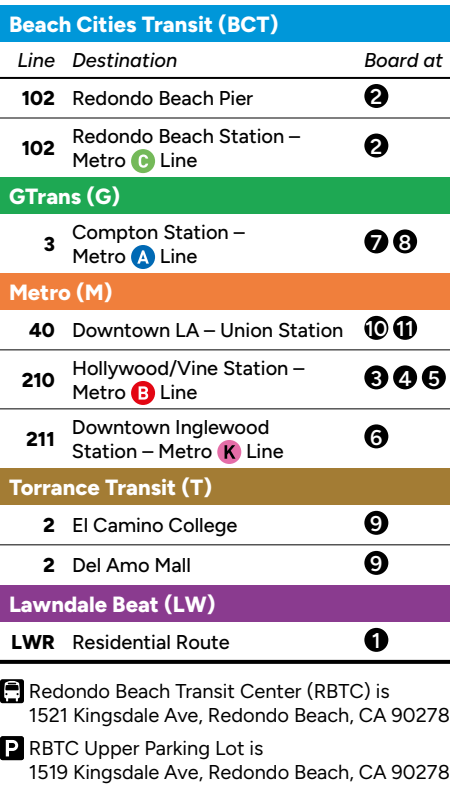 Beach Cities Transit (BCT)
Line Destination Board at
102 Redondo Beach Pier 2
102 Redondo Beach Station –
Metro C Line 2
GTrans (G)
3 Compton Station –
Metro A Line 7 8
Metro (M)
40 Downtown LA – Union Station 10 11
210 Hollywood/Vine Station –
Metro B Line 3 4 5
211 Downtown Inglewood
Station – Metro K Line 6
Torrance Transit (T)
2 El Camino College 9
2 Del Amo Mall 9
Lawndale Beat (LW)
LWR Residential Route 1
Redondo Beach Transit Center (RBTC) is
1521 Kingsdale Ave, Redondo Beach, CA 90278
P RBTC Upper Parking Lot is
1519 Kingsdale Ave, Redondo Beach, CA 90278